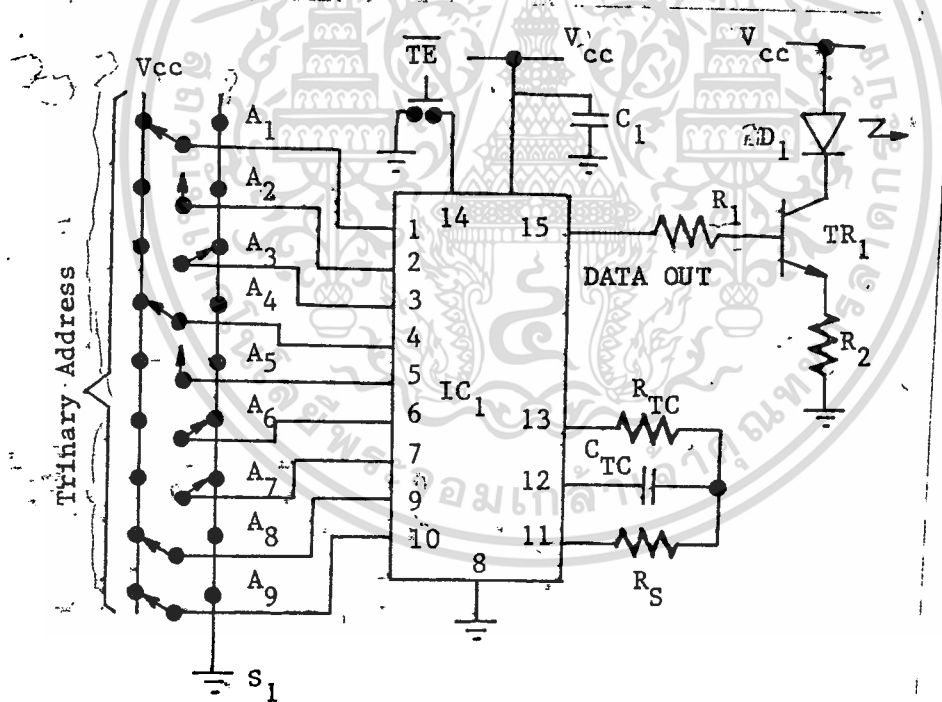 Vcc
TE
Vcc
Vcc
A1
A2
A3
A4
A5
A6
A7
A8
A9
Trinary Address
C1
D1
R1
TR1
DATA OUT
R2
14
15
1
2
3
4
5
6
7
9
10
IC1
13
12
11
8
RTC
CTC
RS
S1